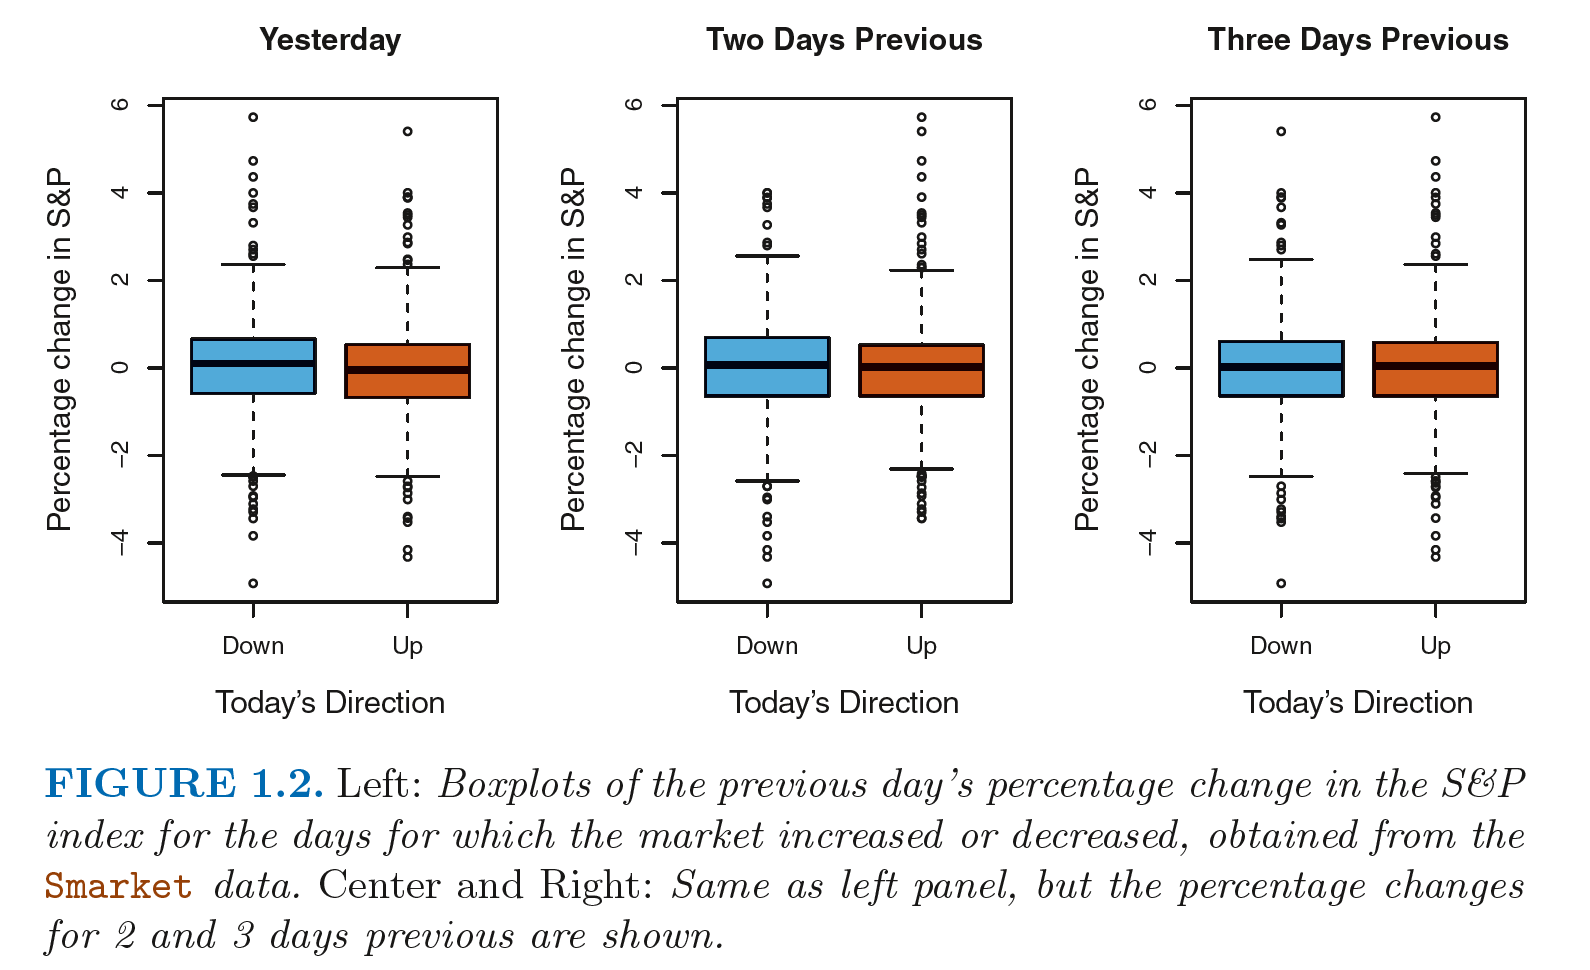 Yesterday
Two Days Previous
Three Days Previous
Percentage change in S&P
6
4
2
0
−2
−4
Down
Up
Today’s Direction
Percentage change in S&P
6
4
2
0
−2
−4
Down
Up
Today’s Direction
Percentage change in S&P
6
4
2
0
−2
−4
Down
Up
Today’s Direction
FIGURE 1.2. Left: Boxplots of the previous day’s percentage change in the S&P
index for the days for which the market increased or decreased, obtained from the
Smarket data. Center and Right: Same as left panel, but the percentage changes
for 2 and 3 days previous are shown.